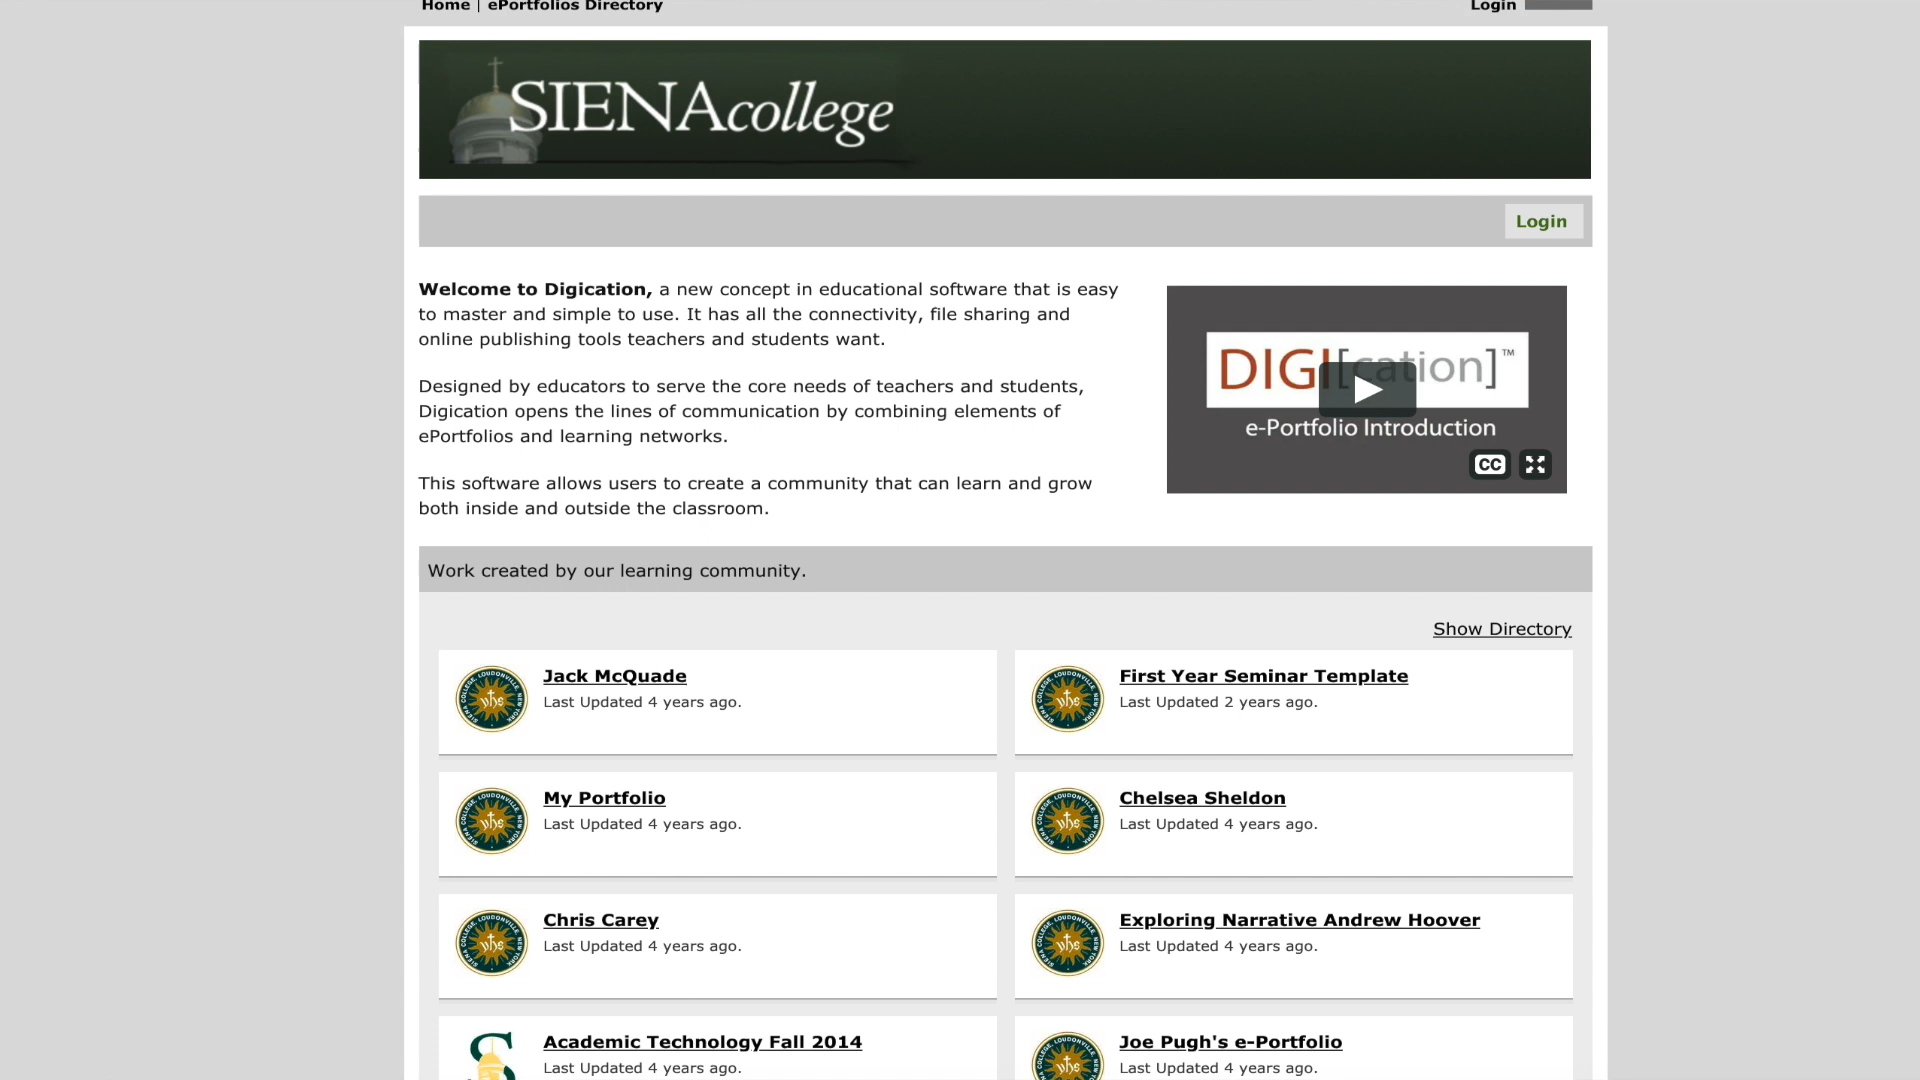 Home | ePortfolios Directory
Login
SIENAcollege
Login
Welcome to Digication, a new concept in educational software that is easy
to master and simple to use. It has all the connectivity, file sharing and
online publishing tools teachers and students want.
Designed by educators to serve the core needs of teachers and students,
Digication opens the lines of communication by combining elements of
ePortfolios and learning networks.
This software allows users to create a community that can learn and grow
both inside and outside the classroom.
DIGI[cation]™
e-Portfolio Introduction
CC
Work created by our learning community.
Show Directory
Jack McQuade
Last Updated 4 years ago.
First Year Seminar Template
Last Updated 2 years ago.
My Portfolio
Last Updated 4 years ago.
Chelsea Sheldon
Last Updated 4 years ago.
Chris Carey
Last Updated 4 years ago.
Exploring Narrative Andrew Hoover
Last Updated 4 years ago.
Academic Technology Fall 2014
Last Updated 4 years ago.
Joe Pugh's e-Portfolio
Last Updated 4 years ago.